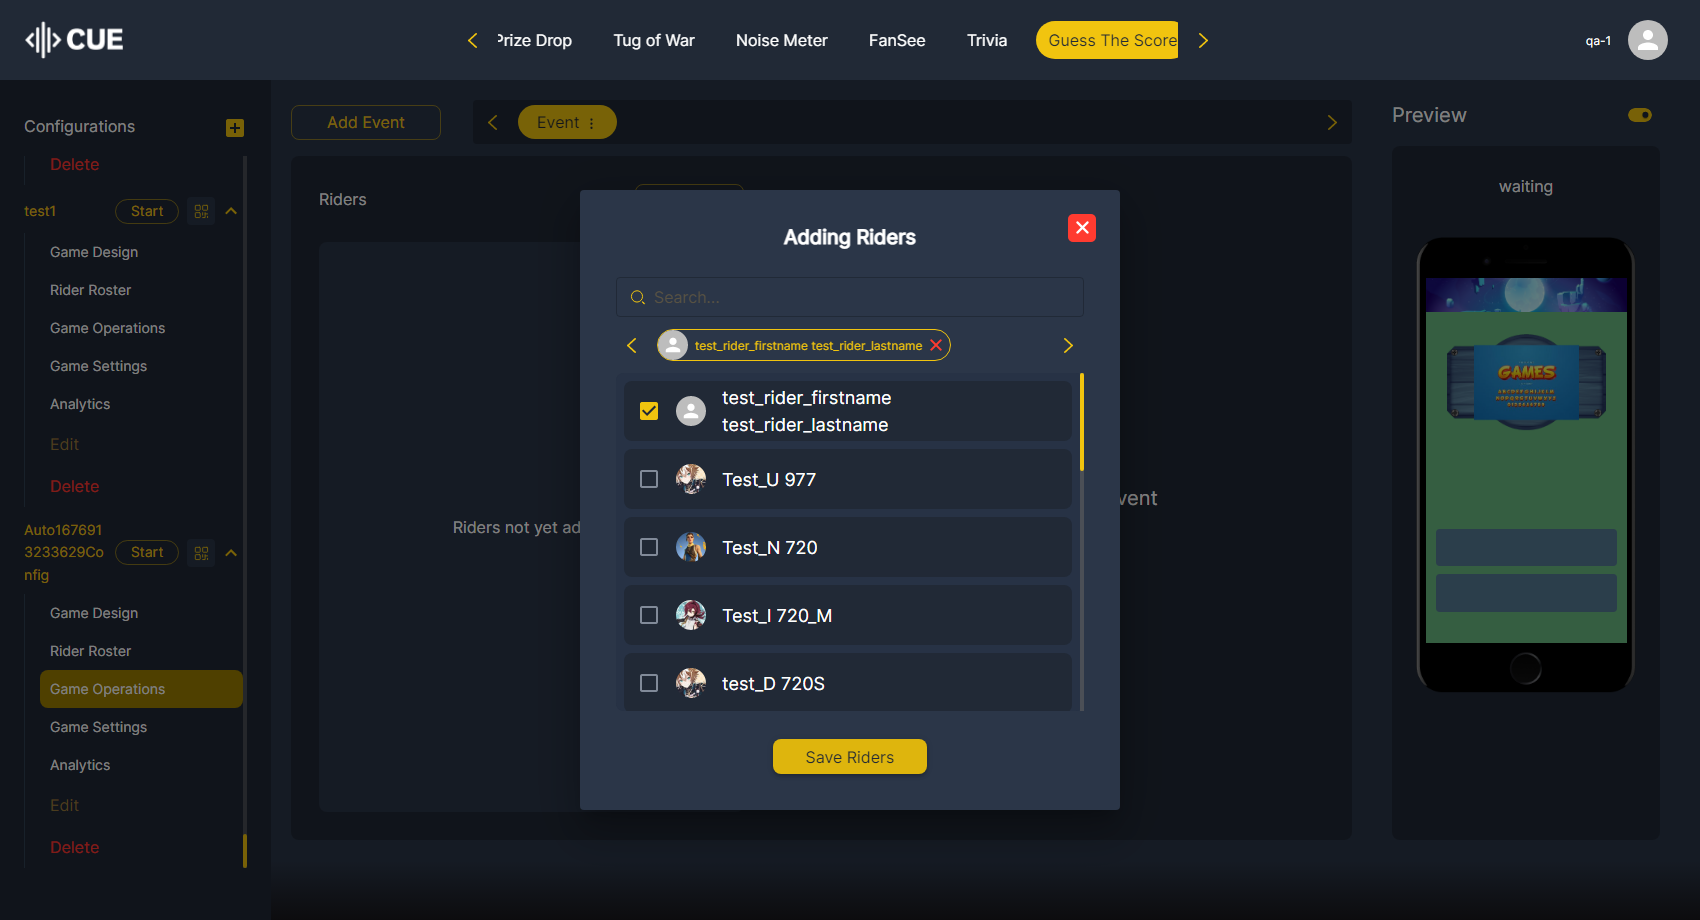 CUE
Prize Drop
Tug of War
Noise Meter
FanSee
Trivia
Guess The Score
qa-1
Configurations
Delete
test1
Start
Game Design
Rider Roster
Game Operations
Game Settings
Analytics
Edit
Delete
Auto167691
3233629Co
nfig
Start
Game Design
Rider Roster
Game Operations
Game Settings
Analytics
Edit
Delete
Add Event
Event
Riders
Riders not yet ad
vent
Adding Riders
Search...
test_rider_firstname test_rider_lastname
test_rider_firstname
test_rider_lastname
Test_U 977
Test_N 720
Test_I 720_M
test_D 720S
Save Riders
Preview
waiting
GAMES